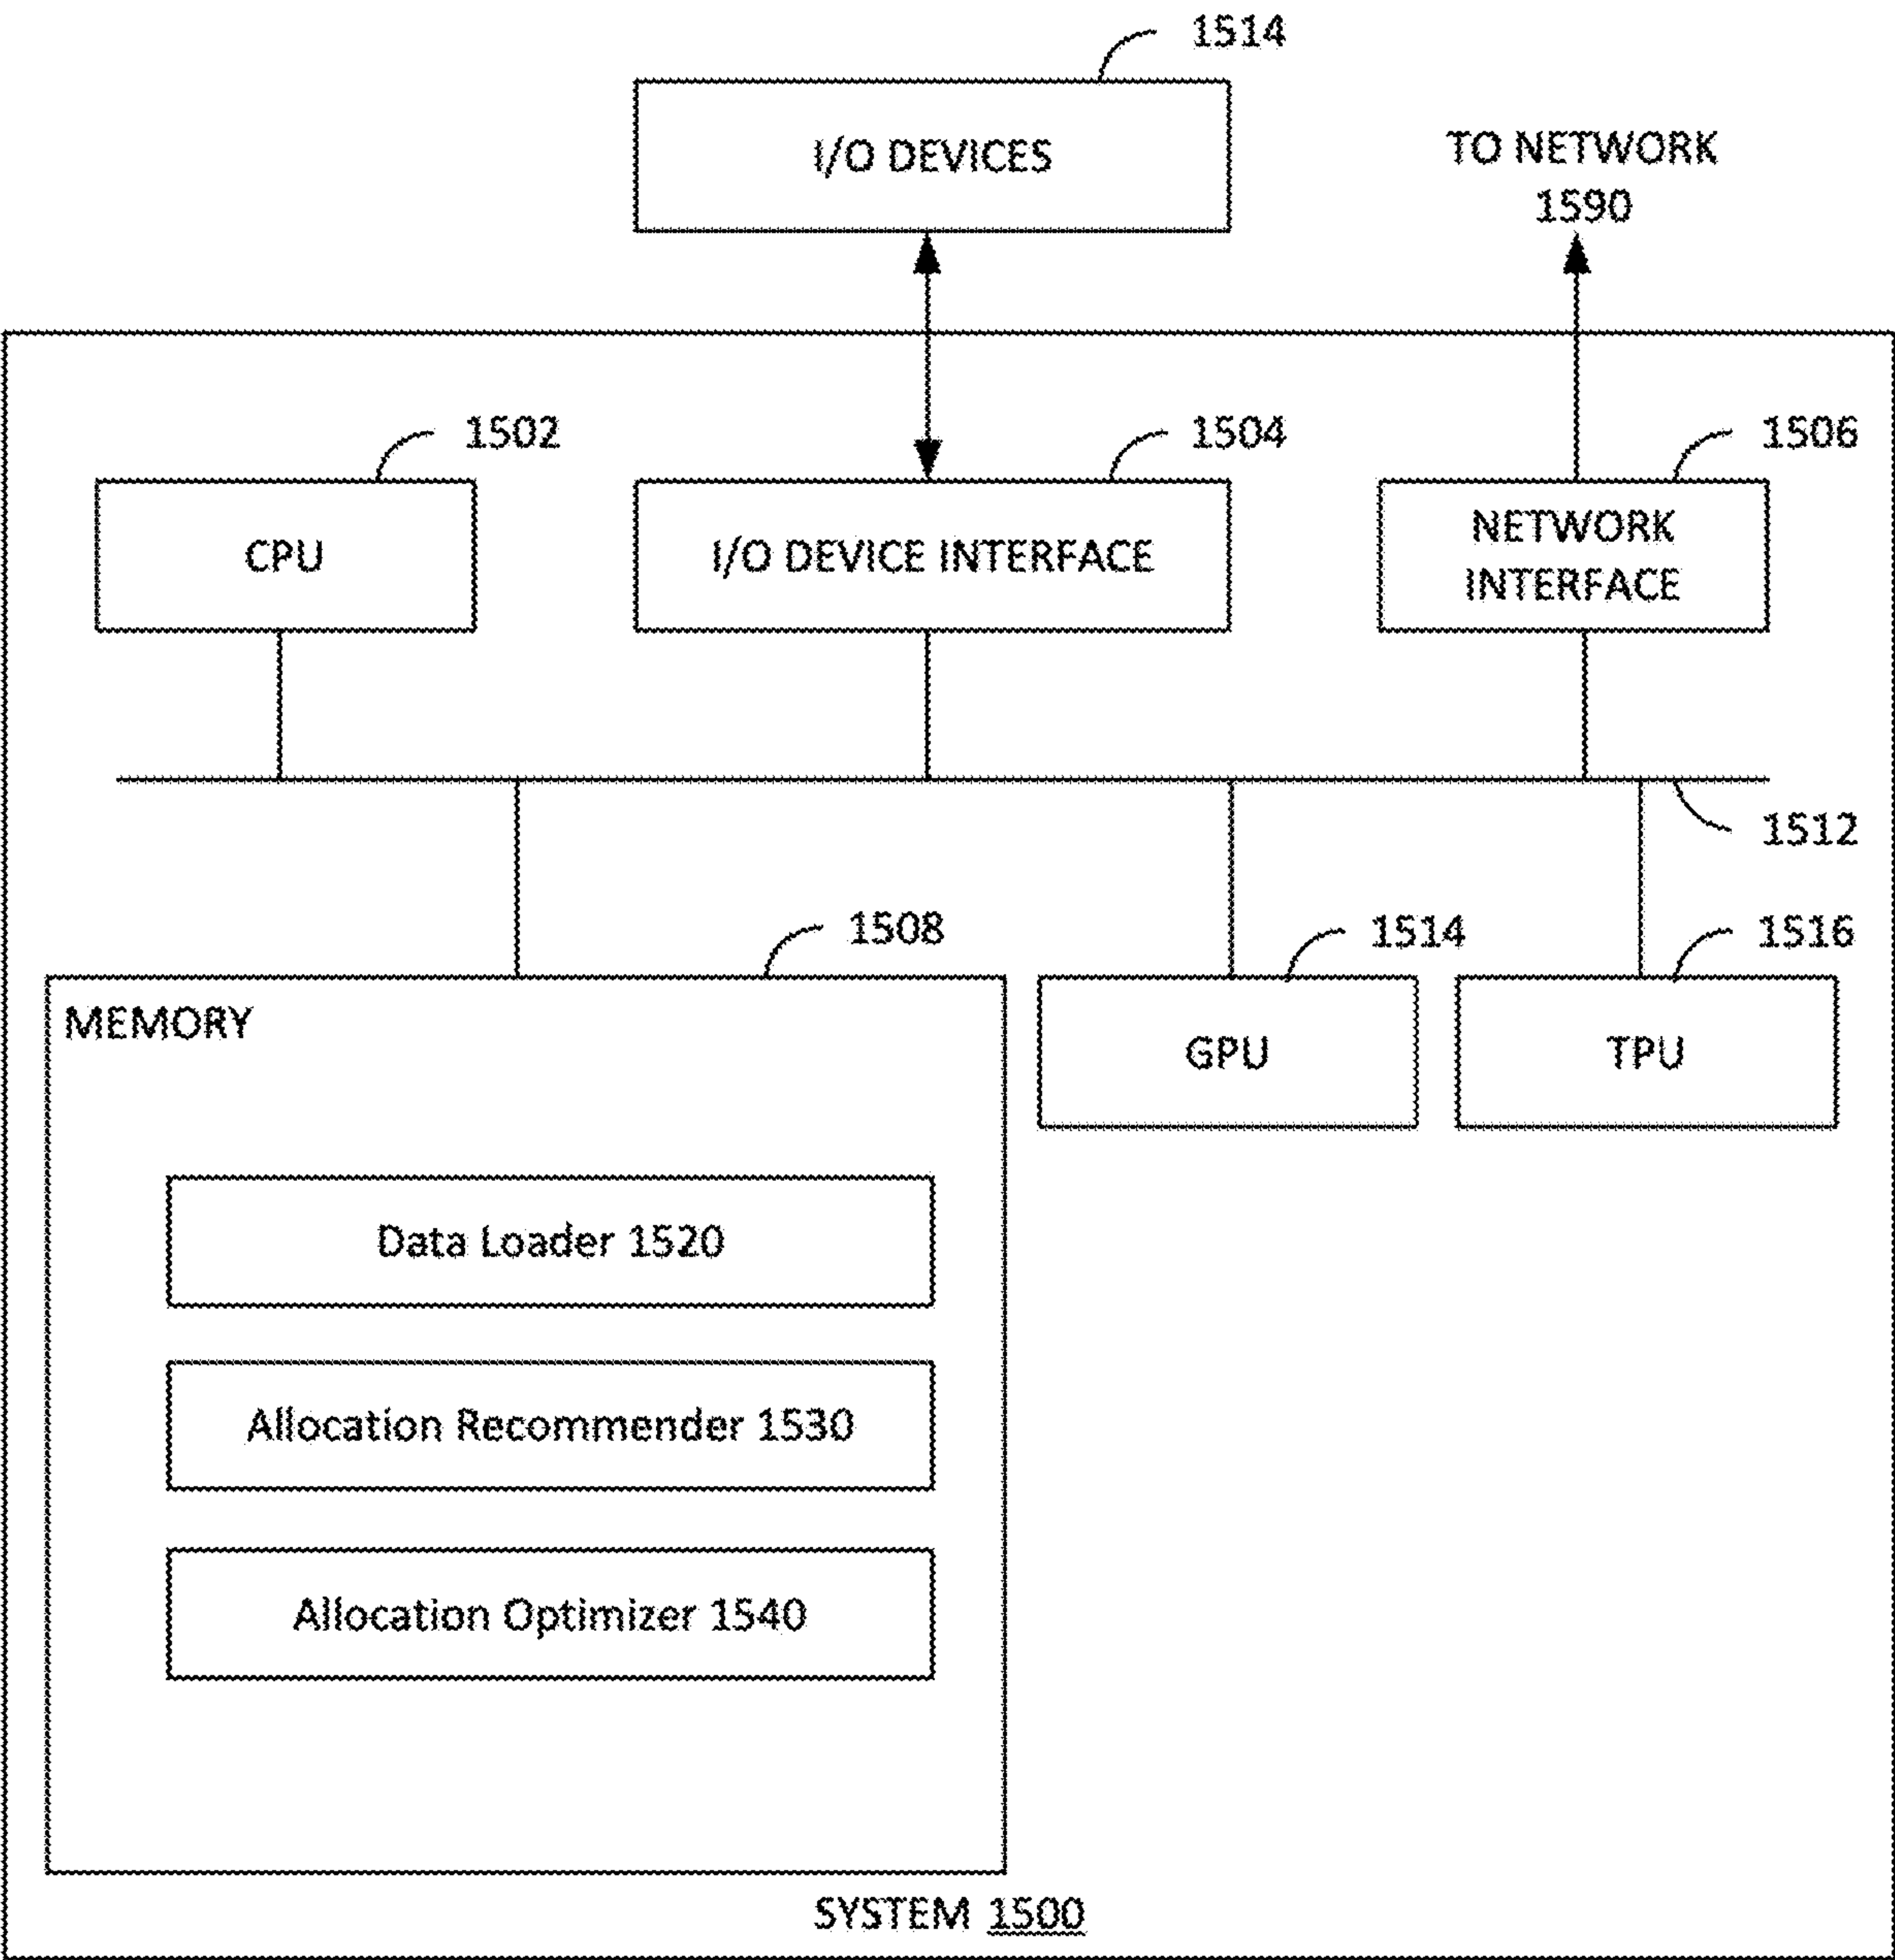 1514
I/O DEVICES
TO NETWORK
1590
1502
1504
1506
CPU
I/O DEVICE INTERFACE
NETWORK
INTERFACE
1512
1508
1514
1516
MEMORY
GPU
TPU
Data Loader 1520
Allocation Recommender 1530
Allocation Optimizer 1540
SYSTEM 1500